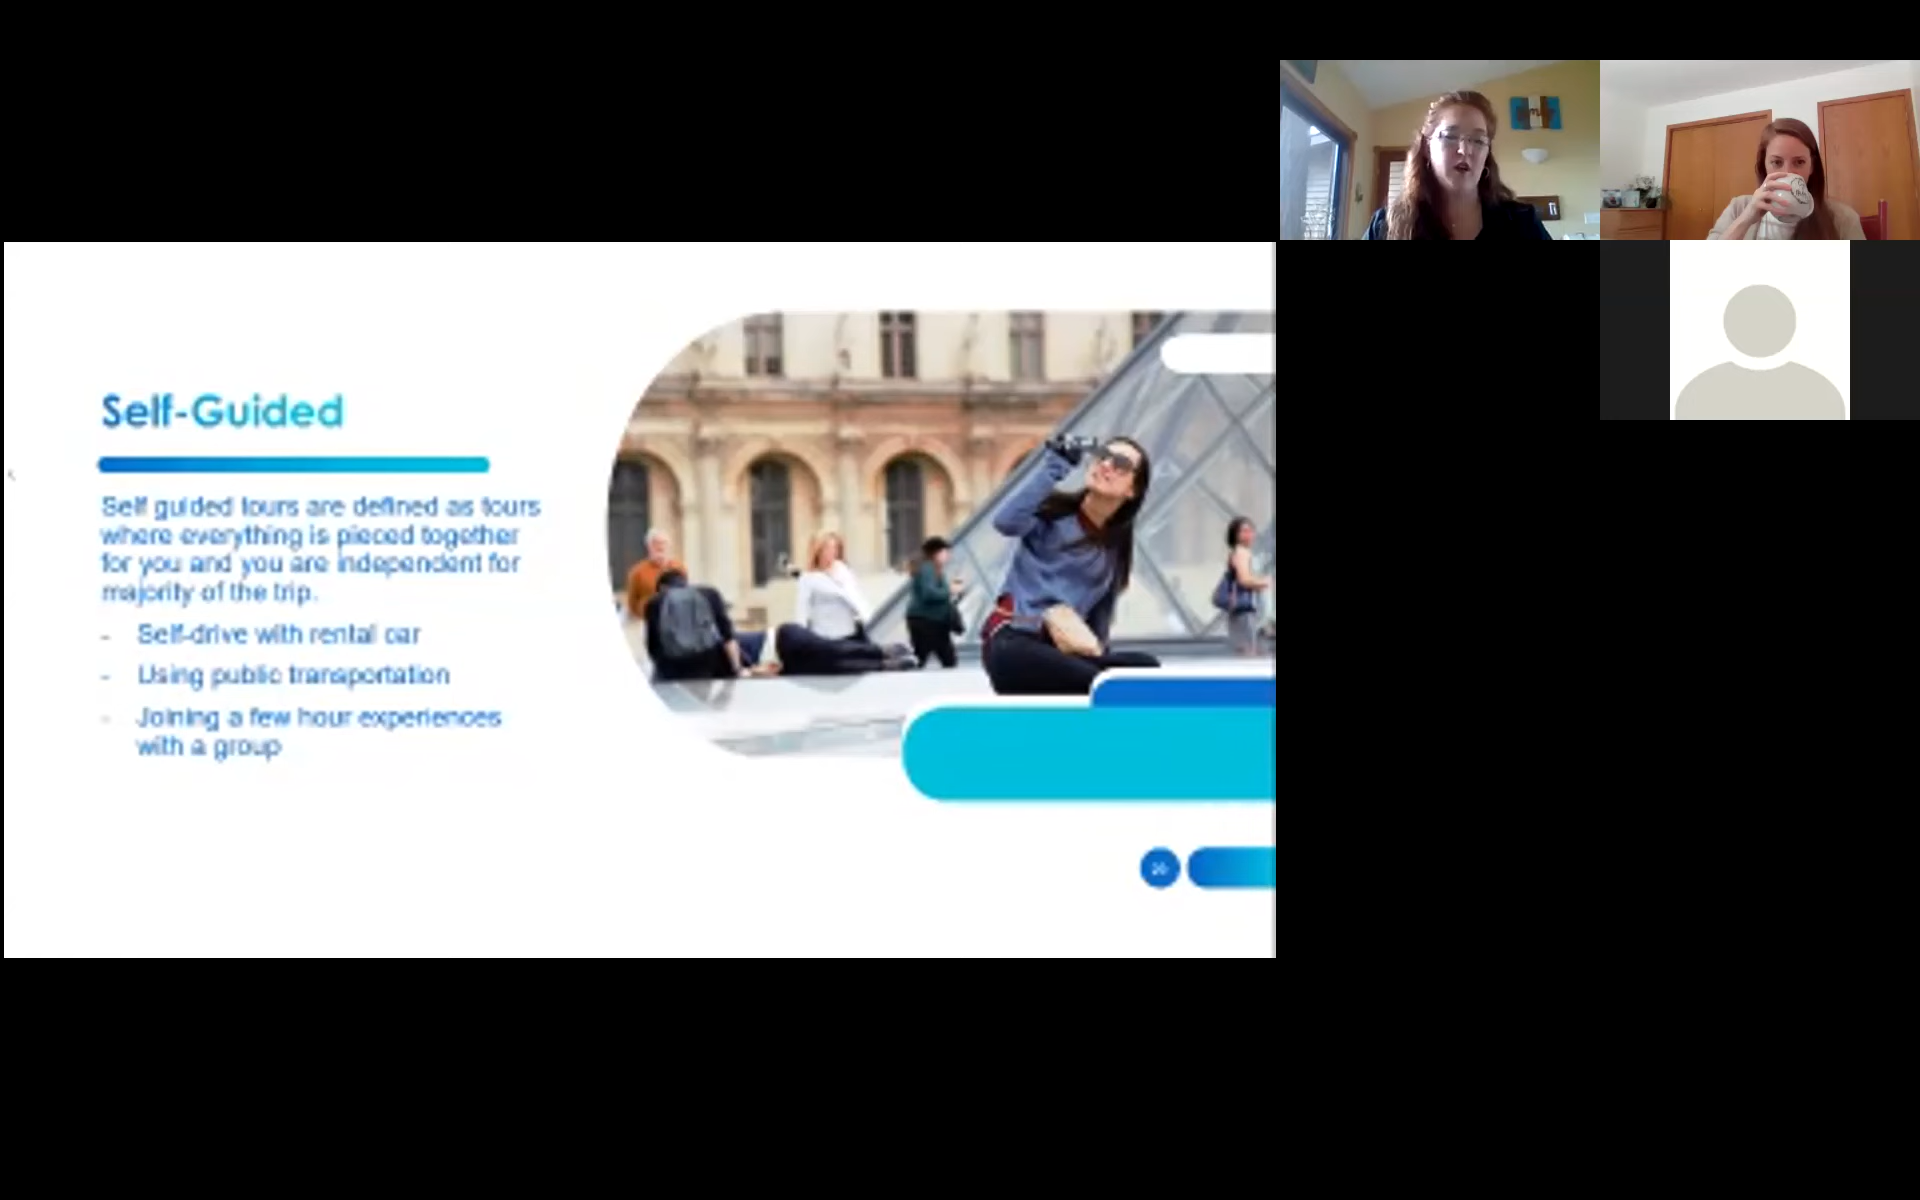 Self-Guided
Self guided tours are defined as tours
where everything is pieced together
for you and you are independent for
majority of the trip.
- Self-drive with rental car
- Using public transportation
- Joining a few hour experiences
with a group